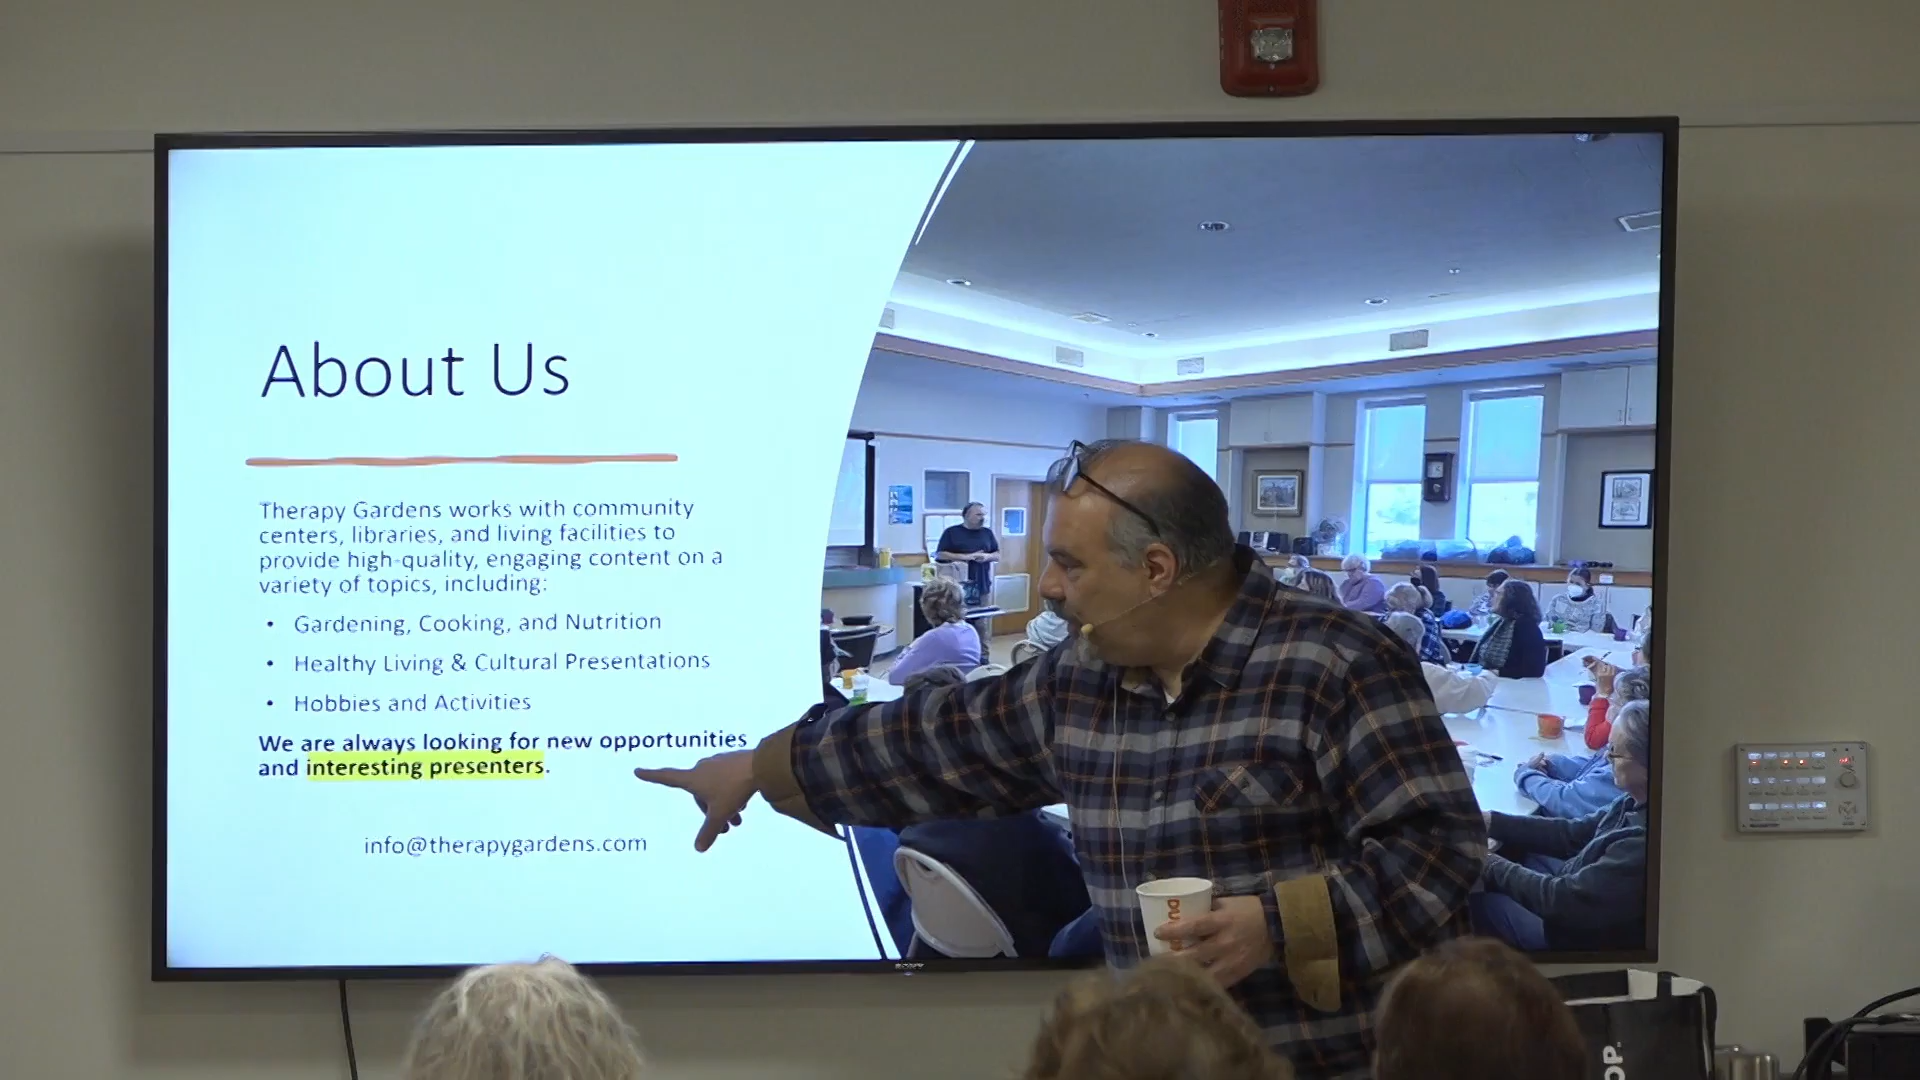 About Us
Therapy Gardens works with community
centers, libraries, and living facilities to
provide high-quality, engaging content on a
variety of topics, including:
• Gardening, Cooking, and Nutrition
• Healthy Living & Cultural Presentations
• Hobbies and Activities
We are always looking for new opportunities
and interesting presenters.
info@therapygardens.com
DU
OP